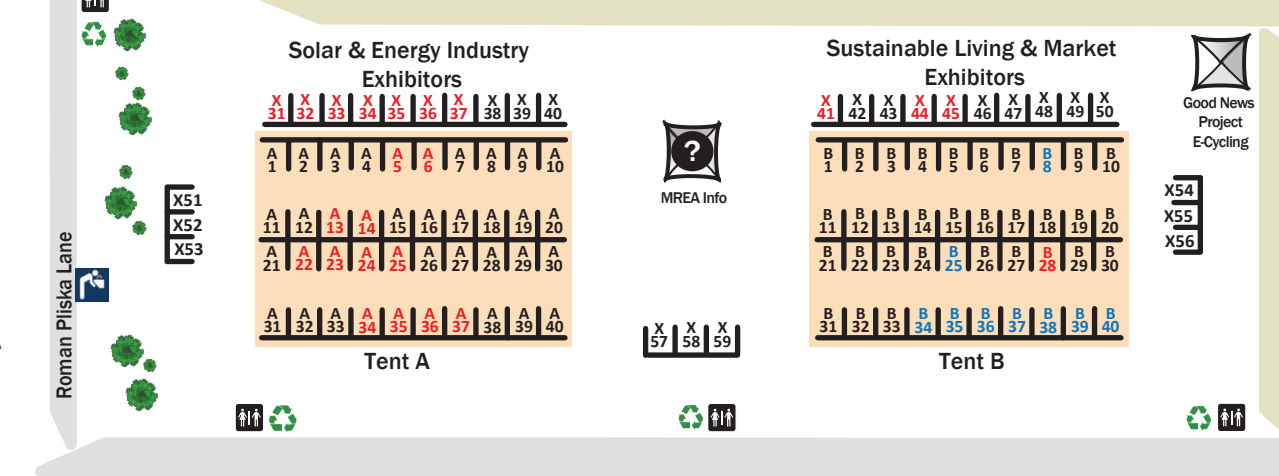 Solar & Energy Industry
Exhibitors
X X X X X X X X X X
31 32 33 34 35 36 37 38 39 40
A A A A A A A A A A
1 2 3 4 5 6 7 8 9 10
A A A A A A A A A A
11 12 13 14 15 16 17 18 19 20
A A A A A A A A A A
21 22 23 24 25 26 27 28 29 30
A A A A A A A A A A
31 32 33 34 35 36 37 38 39 40
Tent A
X51
X52
X53
Roman Pliska Lane
?
MREA Info
X X X
57 58 59
Sustainable Living & Market
Exhibitors
X X X X X X X X X X
41 42 43 44 45 46 47 48 49 50
B B B B B B B B B B
1 2 3 4 5 6 7 8 9 10
B B B B B B B B B B
11 12 13 14 15 16 17 18 19 20
B B B B B B B B B B
21 22 23 24 25 26 27 28 29 30
B B B B B B B B B B
31 32 33 34 35 36 37 38 39 40
Tent B
Good News
Project
E-Cycling
X54
X55
X56